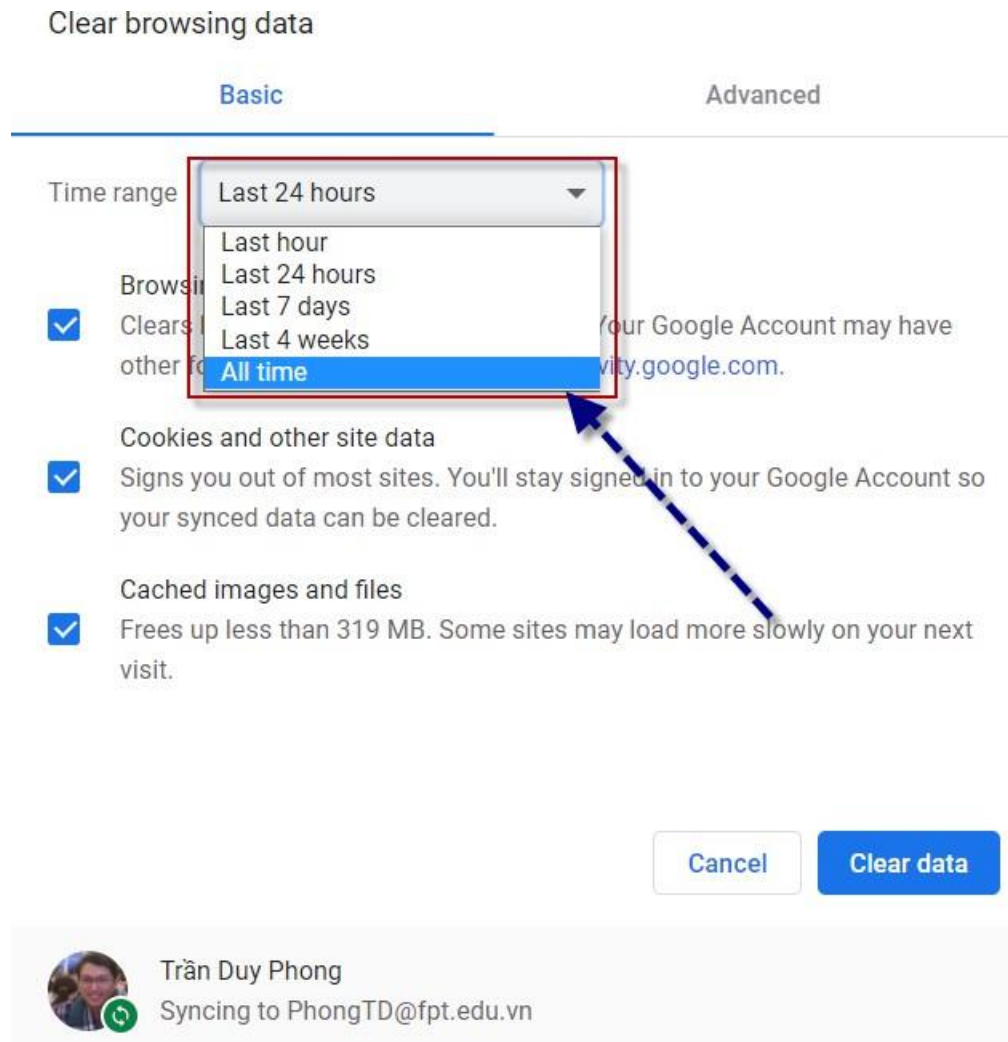 Clear browsing data
Basic Advanced
Time range Last 24 hours
Last hour
Last 24 hours
Last 7 days
Last 4 weeks
All time
Clears
Your Google Account may have
other
vity.google.com.
Cookies and other site data
Signs you out of most sites. You'll stay signed in to your Google Account so
your synced data can be cleared.
Cached images and files
Frees up less than 319 MB. Some sites may load more slowly on your next
visit.
Cancel Clear data
Trần Duy Phong
Syncing to PhongTD@fpt.edu.vn